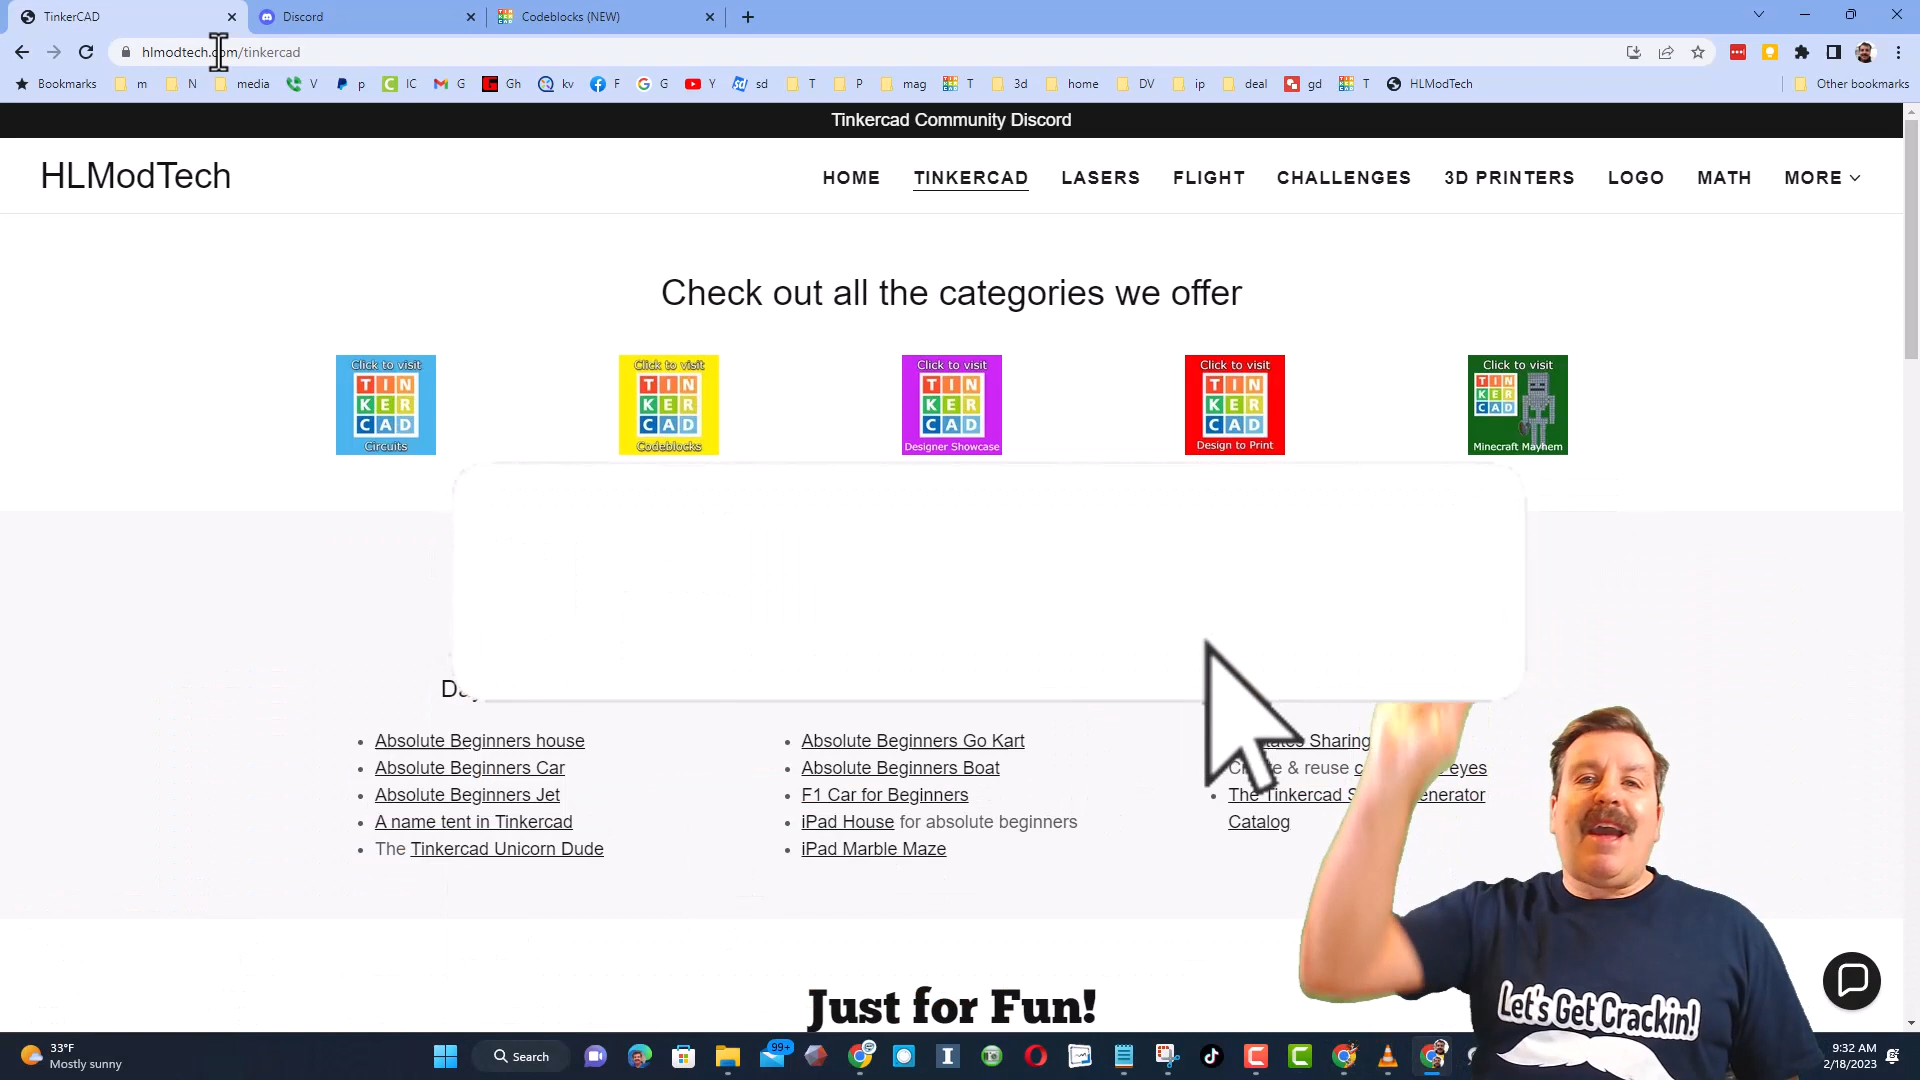 TinkerCAD
Discord
Codeblocks (NEW)
hlmodtech.com/tinkercad
Bookmarks m N media V p IC G Gh kv F G Y sd T P mag T 3d home DV ip deal gd T HLModTech Other bookmarks
Tinkercad Community Discord
HLModTech
HOME TINKERCAD LASERS FLIGHT CHALLENGES 3D PRINTERS LOGO MATH MORE
Check out all the categories we offer
Click to visit
TIN
KER
CAD
Circuits
Click to visit
TIN
KER
CAD
Codeblocks
Click to visit
TIN
KER
CAD
Designer Showcase
Click to visit
TIN
KER
CAD
Design to Print
Click to visit
TIN
KER
CAD
Minecraft Mayhem
Absolute Beginners house
Absolute Beginners Car
Absolute Beginners Jet
A name tent in Tinkercad
The Tinkercad Unicorn Dude
Absolute Beginners Go Kart
Absolute Beginners Boat
F1 Car for Beginners
iPad House for absolute beginners
iPad Marble Maze
Sharing
& reuse eyes
The Tinkercad
Catalog
Just for Fun!
Let's Get Crackin!
33°F
Mostly sunny
Search
99+
9:32 AM
2/18/2023